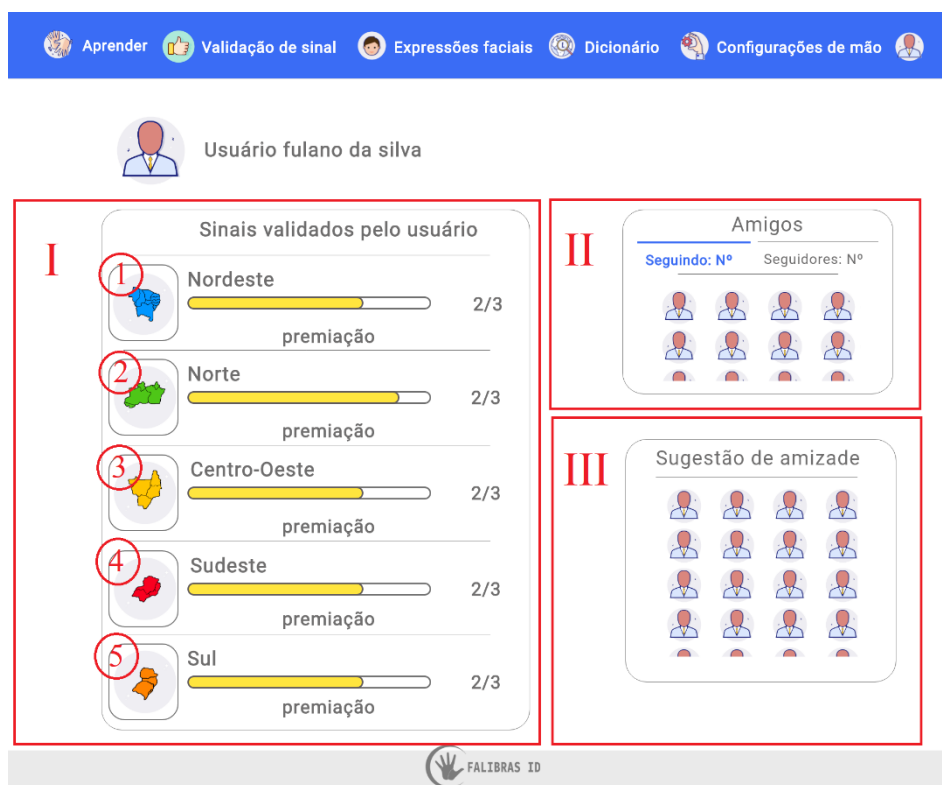 Aprender Validação de sinal Expressões faciais Dicionário Configurações de mão
Usuário fulano da silva
I
Sinais validados pelo usuário
1
Nordeste
2/3
premiação
2
Norte
2/3
premiação
3
Centro-Oeste
2/3
premiação
4
Sudeste
2/3
premiação
5
Sul
2/3
premiação
II
Amigos
Seguindo: Nº Seguidores: Nº
III
Sugestão de amizade
FALIBRAS ID